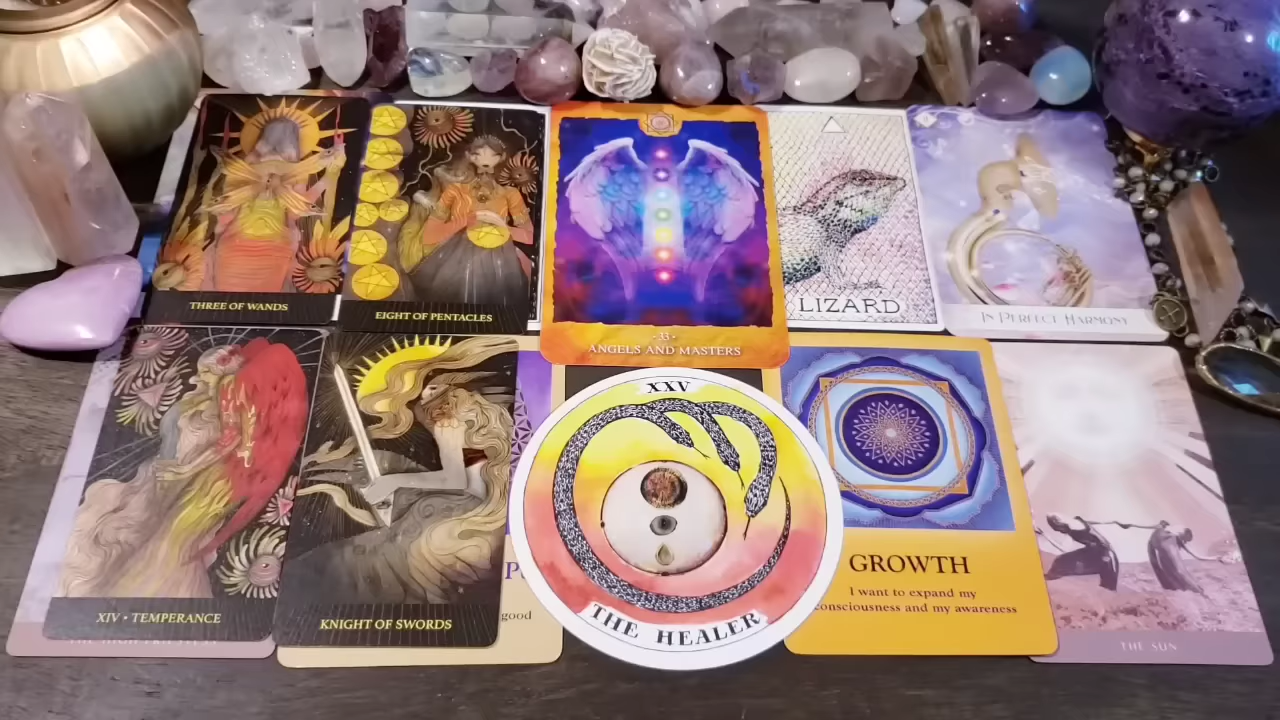 THREE OF WANDS
EIGHT OF PENTACLES
·33·
ANGELS AND MASTERS
LIZARD
IN PERFECT HARMONY
XIV • TEMPERANCE
KNIGHT OF SWORDS
good
XXV
THE HEALER
GROWTH
I want to expand my
consciousness and my awareness
THE SUN